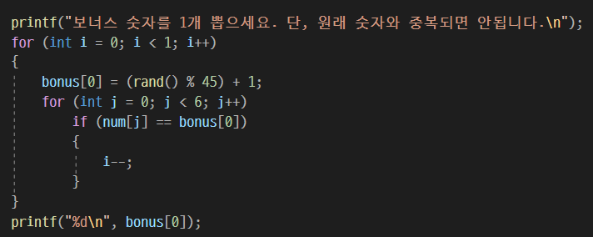 printf("보너스 숫자를 1개 뽑으세요. 단, 원래 숫자와 중복되면 안됩니다.\n");
for (int i = 0; i < 1; i++)
{
    bonus[0] = (rand() % 45) + 1;
    for (int j = 0; j < 6; j++)
        if (num[j] == bonus[0])
        {
            i--;
        }
}
printf("%d\n", bonus[0]);